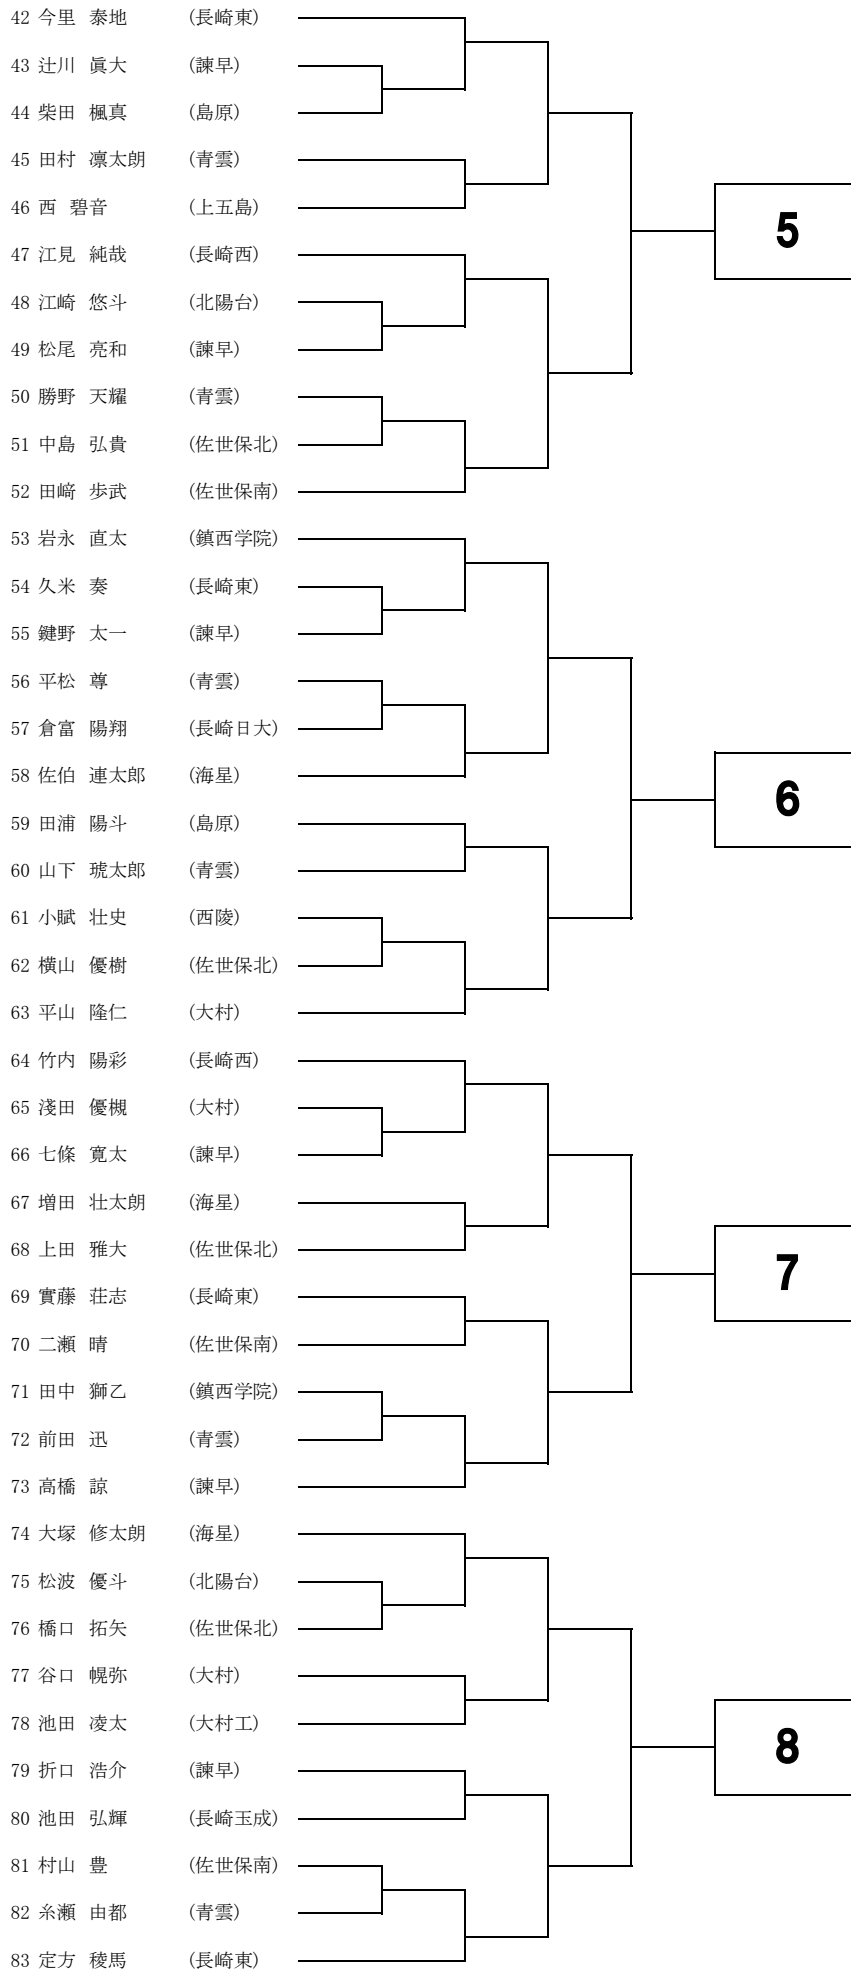 42 今里 泰地 (長崎東)
43 辻川 眞大 (諫早)
44 柴田 楓真 (島原)
45 田村 凛太朗 (青雲)
46 西 碧音 (上五島)
5
47 江見 純哉 (長崎西)
48 江崎 悠斗 (北陽台)
49 松尾 亮和 (諫早)
50 勝野 天耀 (青雲)
51 中島 弘貴 (佐世保北)
52 田﨑 歩武 (佐世保南)
53 岩永 直太 (鎮西学院)
54 久米 奏 (長崎東)
55 鍵野 太一 (諫早)
56 平松 尊 (青雲)
57 倉富 陽翔 (長崎日大)
58 佐伯 連太郎 (海星)
6
59 田浦 陽斗 (島原)
60 山下 琥太郎 (青雲)
61 小賦 壮史 (西陵)
62 横山 優樹 (佐世保北)
63 平山 隆仁 (大村)
64 竹内 陽彩 (長崎西)
65 淺田 優槻 (大村)
66 七條 寛太 (諫早)
67 増田 壮太朗 (海星)
68 上田 雅大 (佐世保北)
7
69 實藤 荘志 (長崎東)
70 二瀬 晴 (佐世保南)
71 田中 獅乙 (鎮西学院)
72 前田 迅 (青雲)
73 高橋 諒 (諫早)
74 大塚 修太朗 (海星)
75 松波 優斗 (北陽台)
76 橋口 拓矢 (佐世保北)
77 谷口 幌弥 (大村)
78 池田 凌太 (大村工)
8
79 折口 浩介 (諫早)
80 池田 弘輝 (長崎玉成)
81 村山 豊 (佐世保南)
82 糸瀬 由都 (青雲)
83 定方 稜馬 (長崎東)